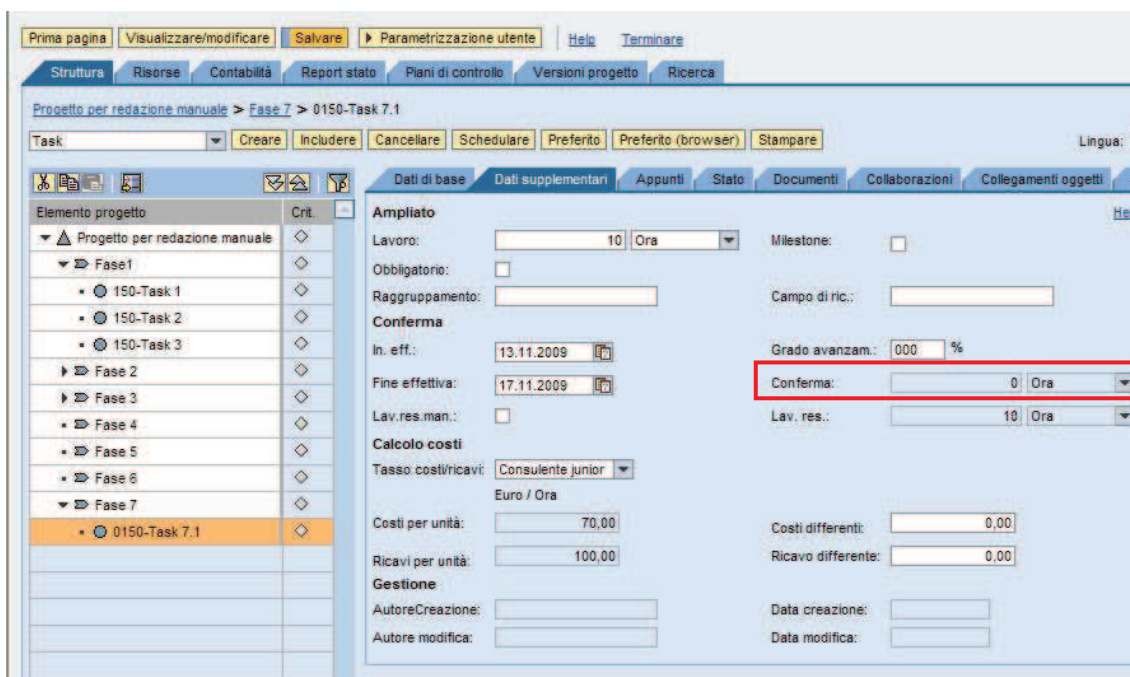 Prima pagina Visualizzare/modificare Salvare Parametrizzazione utente Help Terminare
Struttura Risorse Contabilità Report stato Piani di controllo Versioni progetto Ricerca
Progetto per redazione manuale > Fase 7 > 0150-Task 7.1
Task Creare Includere Cancellare Schedulare Preferito Preferito (browser) Stampare Lingua:
Dati di base Dati supplementari Appunti Stato Documenti Collaborazioni Collegamenti oggetti
Elemento progetto Crit.
Progetto per redazione manuale
Fase1
150-Task 1
150-Task 2
150-Task 3
Fase 2
Fase 3
Fase 4
Fase 5
Fase 6
Fase 7
0150-Task 7.1
Ampliato He
Lavoro: 10 Ora Milestone:
Obbligatorio:
Raggruppamento: Campo di ric.:
Conferma
In. eff.: 13.11.2009 Grado avanzam.: 000 %
Fine effettiva: 17.11.2009 Conferma: 0 Ora
Lav.res.man.: Lav. res.: 10 Ora
Calcolo costi
Tasso costi/ricavi: Consulente junior
Euro / Ora
Costi per unità: 70,00 Costi differenti: 0,00
Ricavi per unità: 100,00 Ricavo differente: 0,00
Gestione
AutoreCreazione: Data creazione:
Autore modifica: Data modifica: